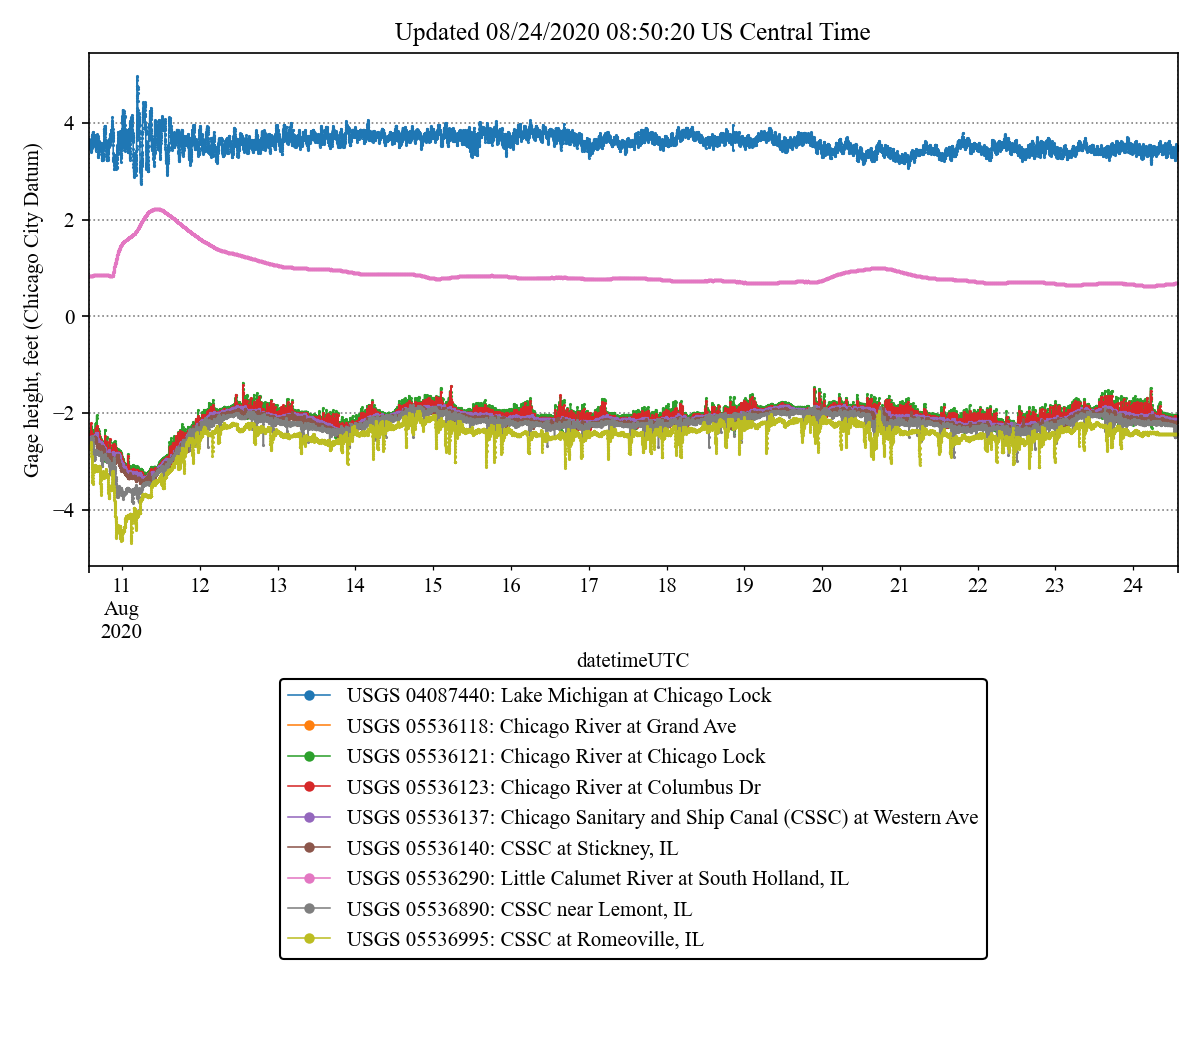 Updated 08/24/2020 08:50:20 US Central Time
Gage height, feet (Chicago City Datum)
4
2
0
−2
−4
11 12 13 14 15 16 17 18 19 20 21 22 23 24
Aug
2020
datetimeUTC
USGS 04087440: Lake Michigan at Chicago Lock
USGS 05536118: Chicago River at Grand Ave
USGS 05536121: Chicago River at Chicago Lock
USGS 05536123: Chicago River at Columbus Dr
USGS 05536137: Chicago Sanitary and Ship Canal (CSSC) at Western Ave
USGS 05536140: CSSC at Stickney, IL
USGS 05536290: Little Calumet River at South Holland, IL
USGS 05536890: CSSC near Lemont, IL
USGS 05536995: CSSC at Romeoville, IL